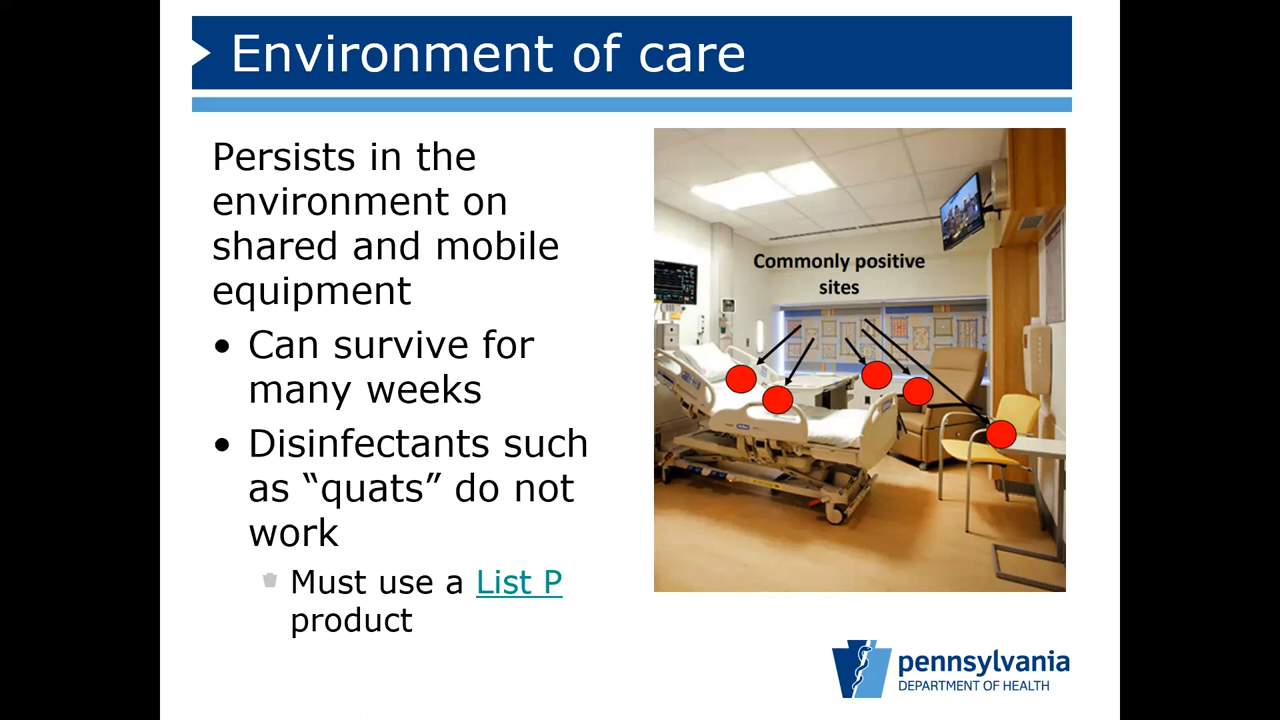 Environment of care
Persists in the
environment on
shared and mobile
equipment
• Can survive for
many weeks
• Disinfectants such
as “quats” do not
work
Must use a List P
product
Commonly positive
sites
pennsylvania
DEPARTMENT OF HEALTH